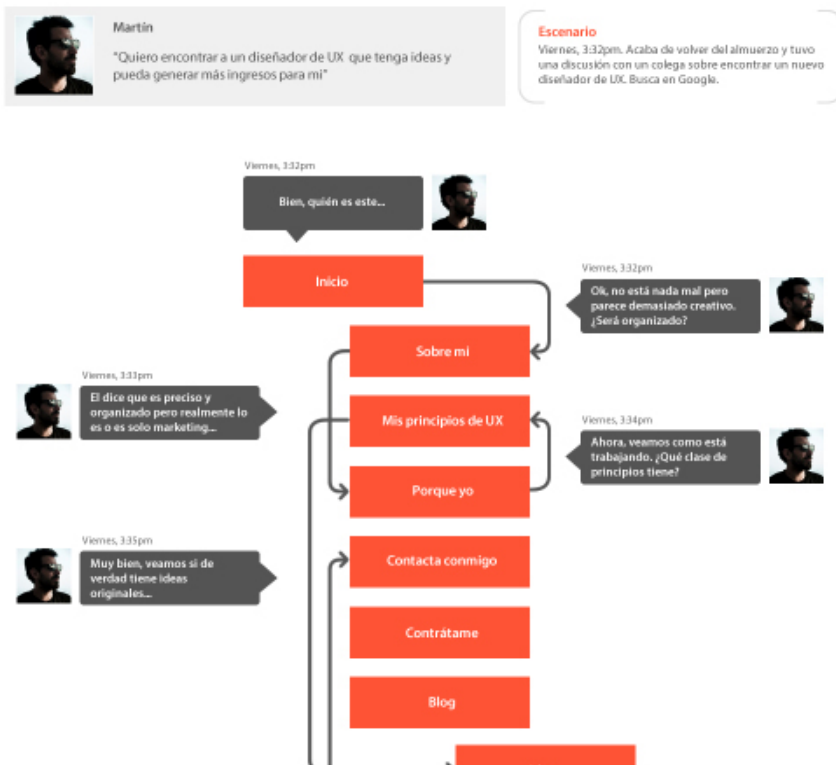 Martín
"Quiero encontrar a un diseñador de UX que tenga ideas y
pueda generar más ingresos para mi"
Escenario
Viernes, 3:32pm. Acaba de volver del almuerzo y tuvo
una discusión con un colega sobre encontrar un nuevo
diseñador de UX. Busca en Google.
Viernes, 3:32pm
Bien, quién es este...
Inicio
Viernes, 3:32pm
Ok, no está nada mal pero
parece demasiado creativo.
¿Será organizado?
Sobre mi
Viernes, 3:33pm
El dice que es preciso y
organizado pero realmente lo
es o es solo marketing...
Mis principios de UX
Viernes, 3:34pm
Ahora, veamos como está
trabajando. ¿Qué clase de
principios tiene?
Porque yo
Viernes, 3:35pm
Muy bien, veamos si de
verdad tiene ideas
originales...
Contacta conmigo
Contrátame
Blog